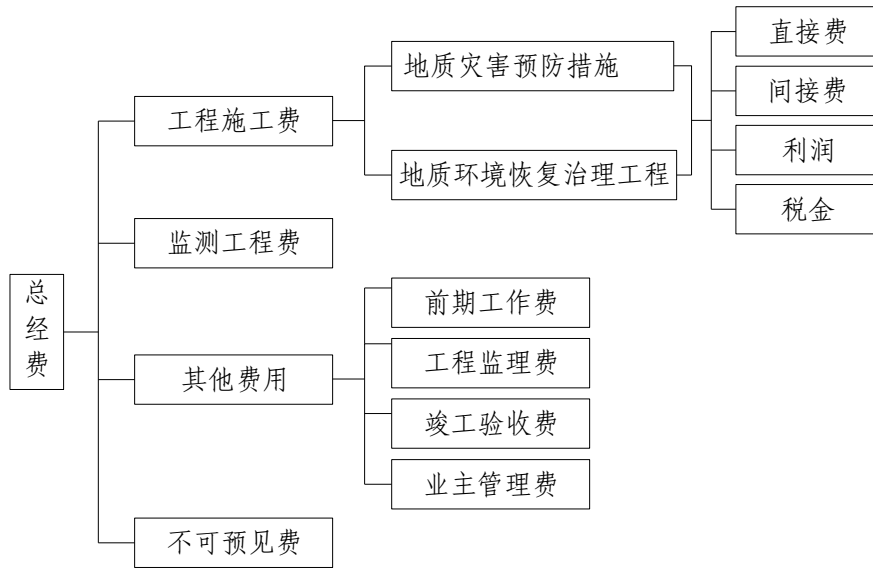 总经费
工程施工费
监测工程费
其他费用
不可预见费
地质灾害预防措施
地质环境恢复治理工程
前期工作费
工程监理费
竣工验收费
业主管理费
直接费
间接费
利润
税金